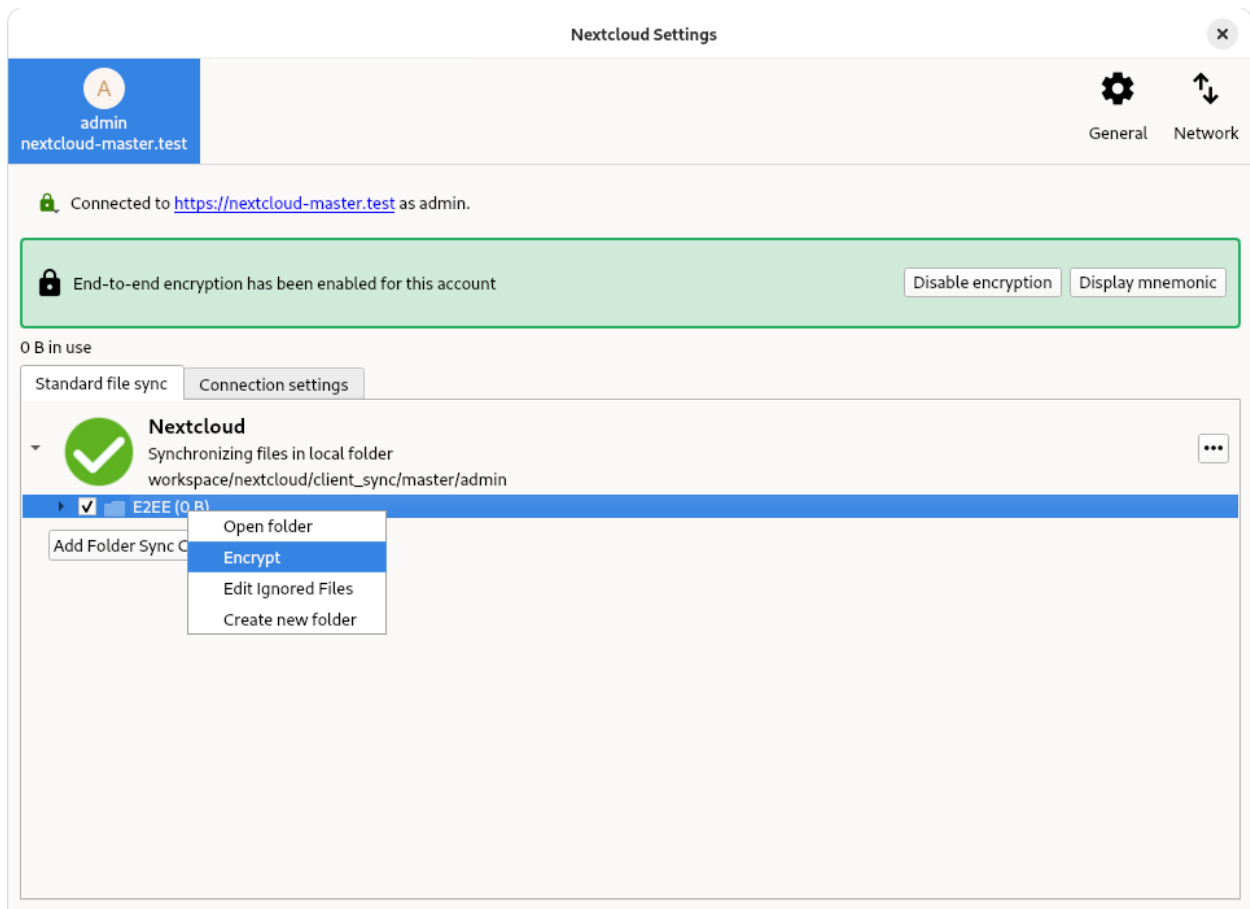 Nextcloud Settings
A
admin
nextcloud-master.test
General
Network
Connected to https://nextcloud-master.test as admin.
End-to-end encryption has been enabled for this account
Disable encryption
Display mnemonic
0 B in use
Standard file sync
Connection settings
Nextcloud
Synchronizing files in local folder
workspace/nextcloud/client_sync/master/admin
E2EE (0 B)
Open folder
Add Folder Sync C
Encrypt
Edit Ignored Files
Create new folder